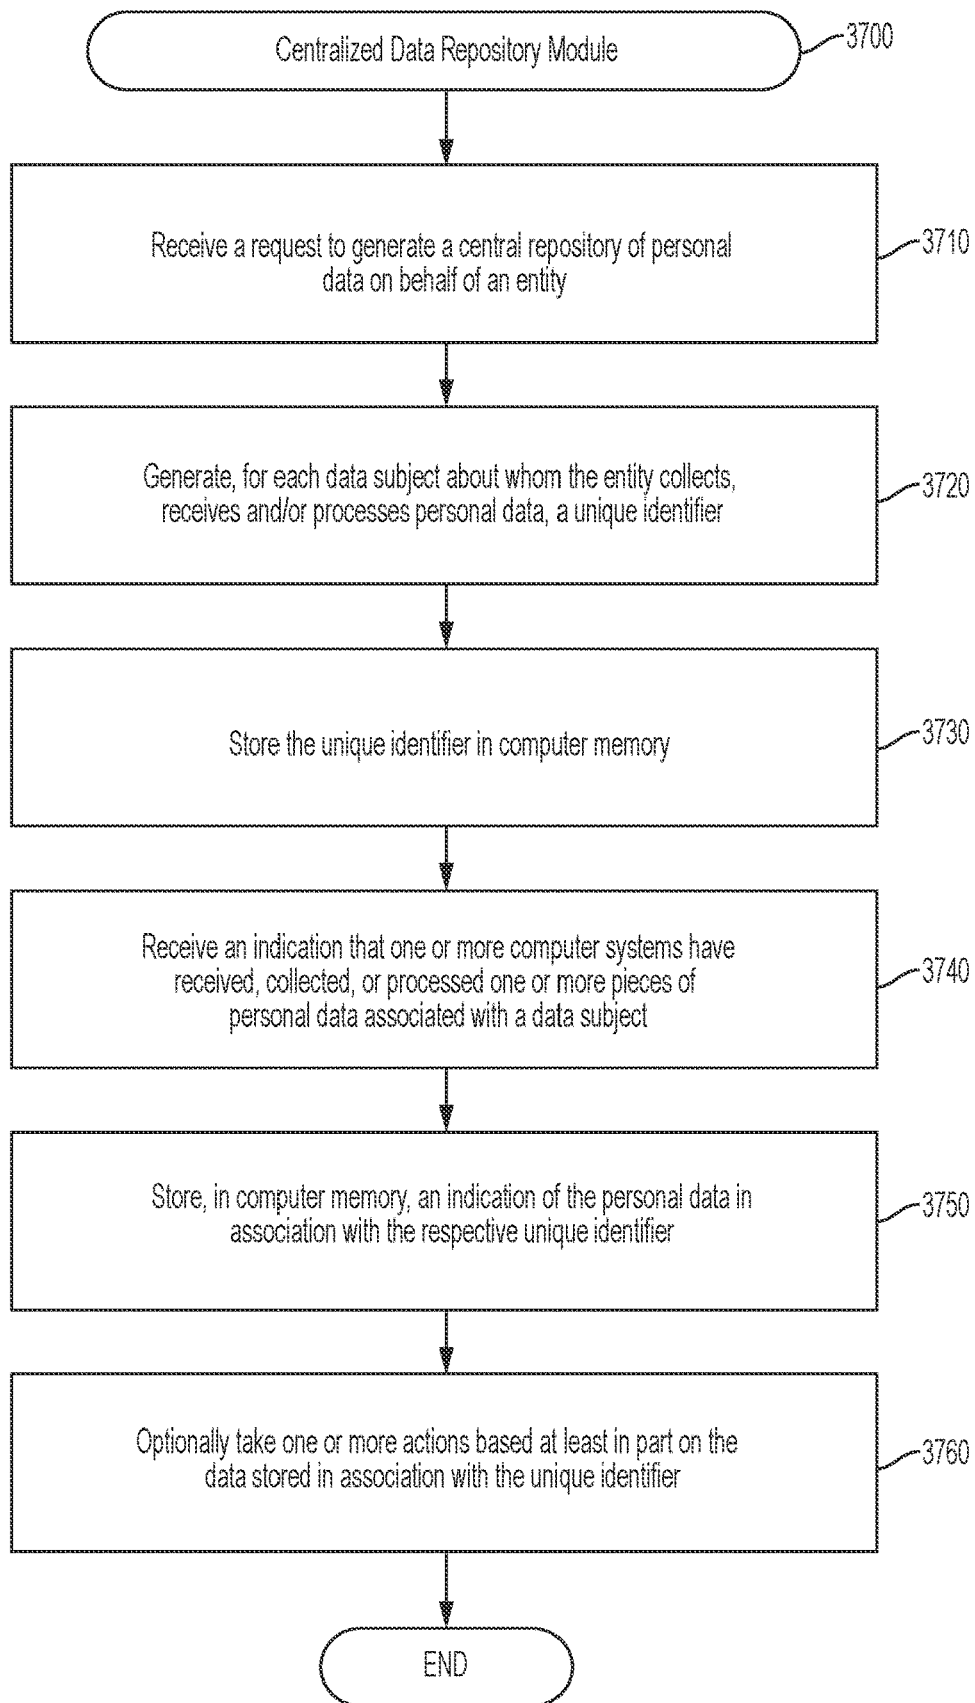 Centralized Data Repository Module
3700
Receive a request to generate a central repository of personal
data on behalf of an entity
3710
Generate, for each data subject about whom the entity collects,
receives and/or processes personal data, a unique identifier
3720
Store the unique identifier in computer memory
3730
Receive an indication that one or more computer systems have
received, collected, or processed one or more pieces of
personal data associated with a data subject
3740
Store, in computer memory, an indication of the personal data in
association with the respective unique identifier
3750
Optionally take one or more actions based at least in part on the
data stored in association with the unique identifier
3760
END